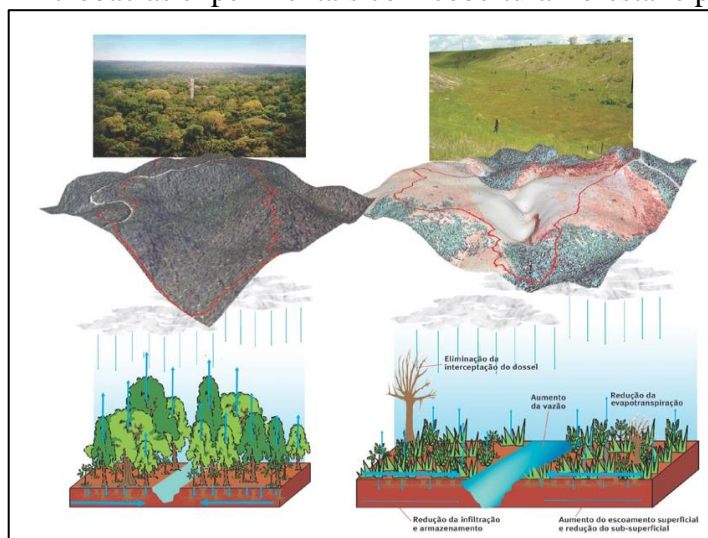 Eliminação da
interceptação do dossel
Aumento
da vazão
Redução da
evapotranspiração
Redução da infiltração
e armazenamento
Aumento do escoamento superficial
e redução do sub-superficial